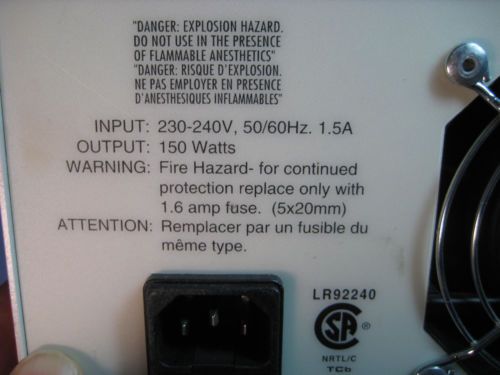 "DANGER: EXPLOSION HAZARD.
DO NOT USE IN THE PRESENCE
OF FLAMMABLE ANESTHETICS"
"DANGER: RISQUE D'EXPLOSION.
NE PAS EMPLOYER EN PRESENCE
D'ANESTHESIQUES INFLAMMABLES"
INPUT: 230-240V, 50/60Hz. 1.5A
OUTPUT: 150 Watts
WARNING: Fire Hazard- for continued
protection replace only with
1.6 amp fuse. (5x20mm)
ATTENTION: Remplacer par un fusible du
même type.
LR92240
CSA ®
NRTL/C
TCb